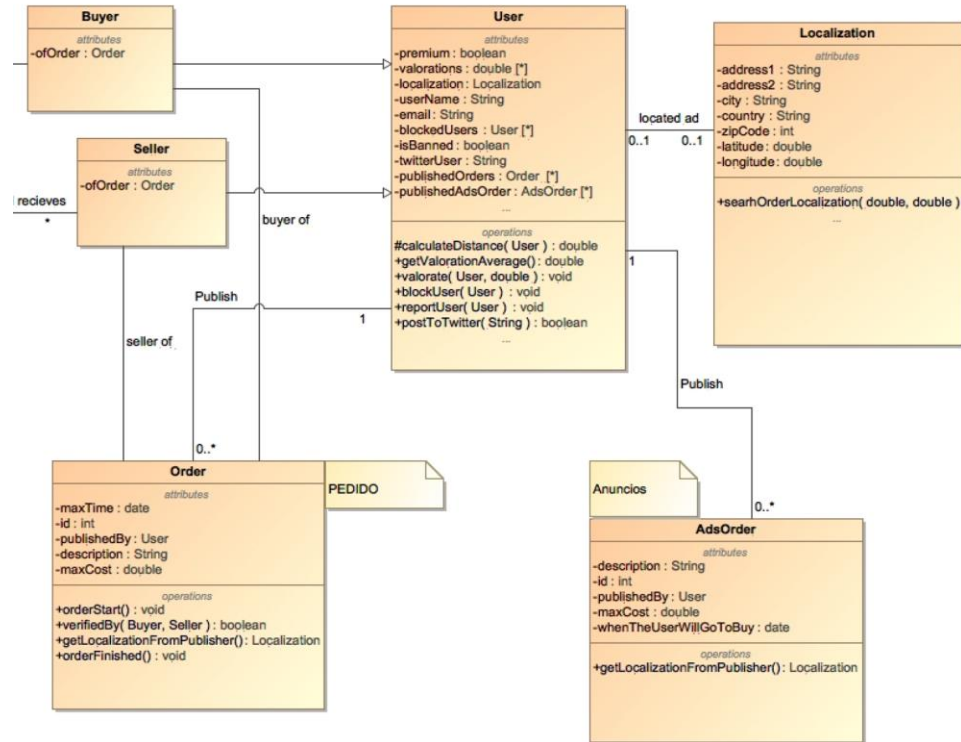 Buyer
attributes
-ofOrder : Order
Seller
attributes
-ofOrder : Order
recieves
*
User
attributes
-premium : boolean
-valorations : double [*]
-localization : Localization
-userName : String
-email : String
-blockedUsers : User [*]
-isBanned : boolean
-twitterUser : String
-publishedOrders : Order [*]
-publishedAdsOrder : AdsOrder [*]
...
operations
#calculateDistance( User ) : double
+getValorationAverage() : double
+valorate( User, double ) : void
+blockUser( User ) : void
+reportUser( User ) : void
+postToTwitter( String ) : boolean
...
located ad
0..1
0..1
Localization
attributes
-address1 : String
-address2 : String
-city : String
-country : String
-zipCode : int
-latitude : double
-longitude : double
operations
+searhOrderLocalization( double, double )
...
buyer of
Publish
1
seller of
0..*
1
Publish
0..*
Order
attributes
-maxTime : date
-id : int
-publishedBy : User
-description : String
-maxCost : double
operations
+orderStart() : void
+verifiedBy( Buyer, Seller ) : boolean
+getLocalizationFromPublisher() : Localization
+orderFinished() : void
PEDIDO
Anuncios
AdsOrder
attributes
-description : String
-id : int
-publishedBy : User
-maxCost : double
-whenTheUserWillGoToBuy : date
operations
+getLocalizationFromPublisher() : Localization